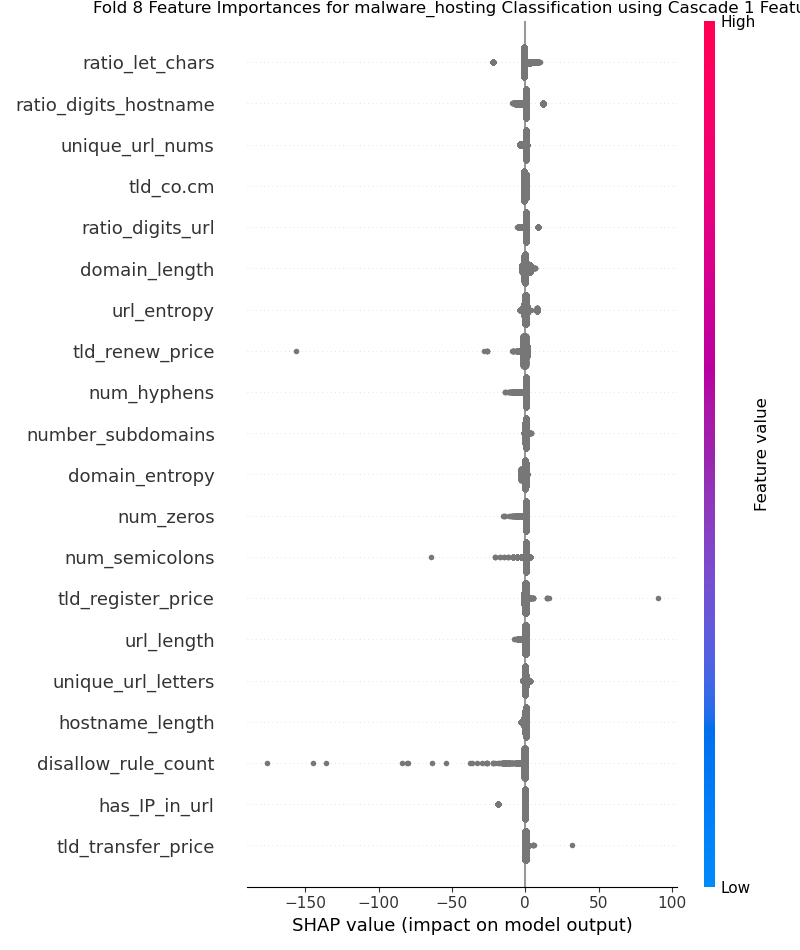 Fold 8 Feature Importances for malware_hosting Classification using Cascade 1 Featu
High
ratio_let_chars
ratio_digits_hostname
unique_url_nums
tld_co.cm
ratio_digits_url
domain_length
url_entropy
tld_renew_price
num_hyphens
number_subdomains
domain_entropy
num_zeros
num_semicolons
tld_register_price
url_length
unique_url_letters
hostname_length
disallow_rule_count
has_IP_in_url
tld_transfer_price
Feature value
Low
−150 −100 −50 0 50 100
SHAP value (impact on model output)